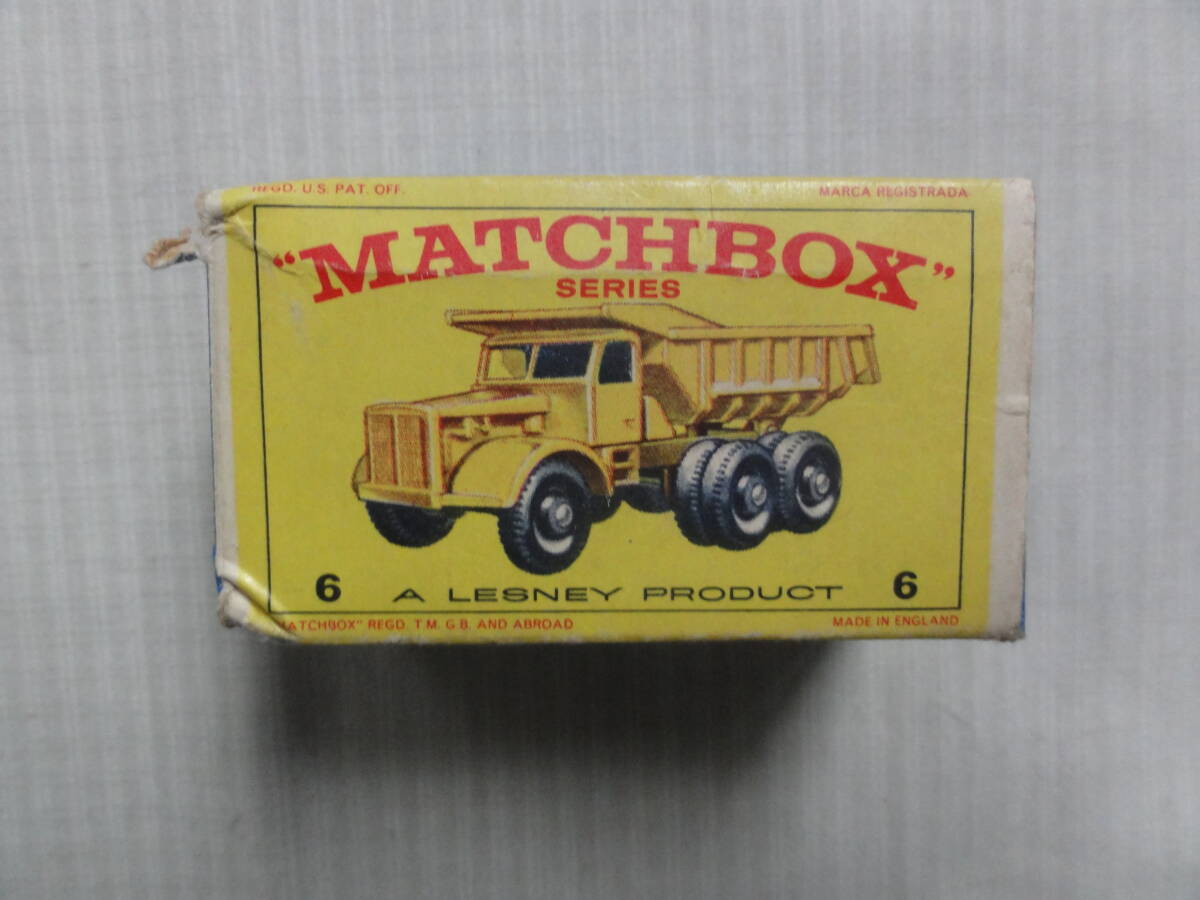 REGD. U.S. PAT. OFF. MARCA REGISTRADA
"MATCHBOX"
SERIES
6 A LESNEY PRODUCT 6
MATCHBOX" REGD. T M. G B. AND ABROAD MADE IN ENGLAND